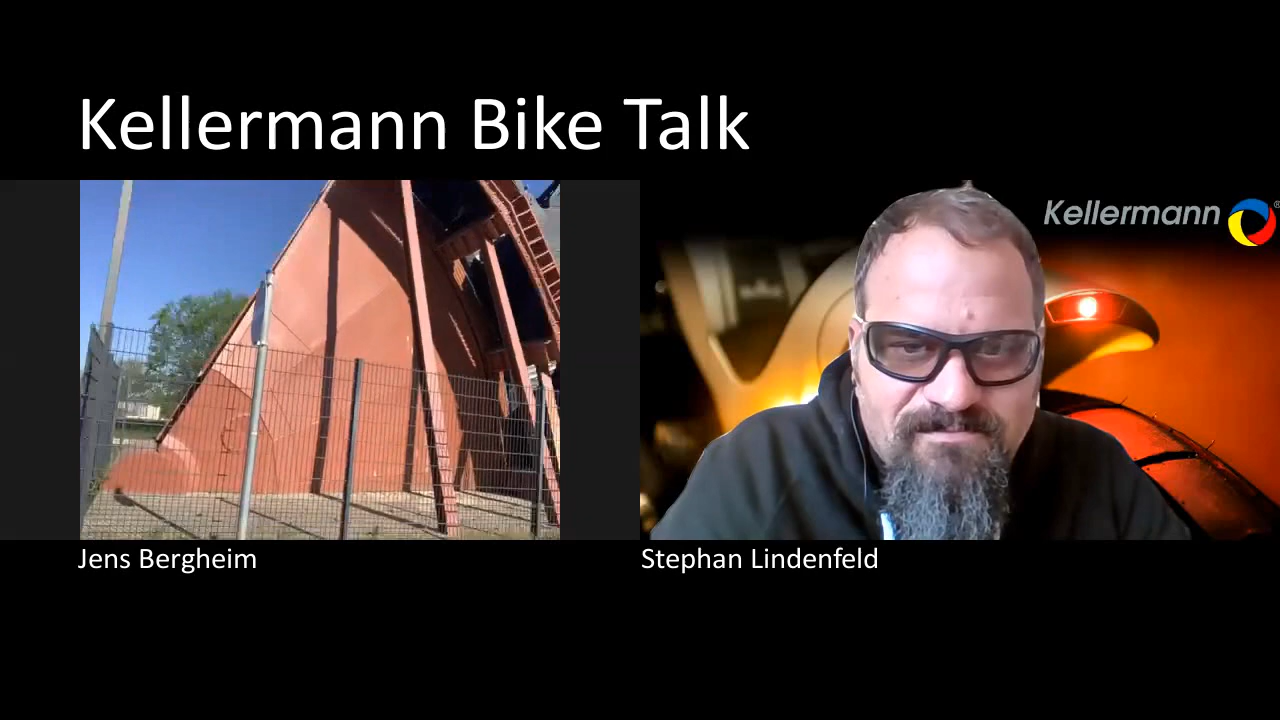 Kellermann Bike Talk
Kellermann
Jens Bergheim
Stephan Lindenfeld